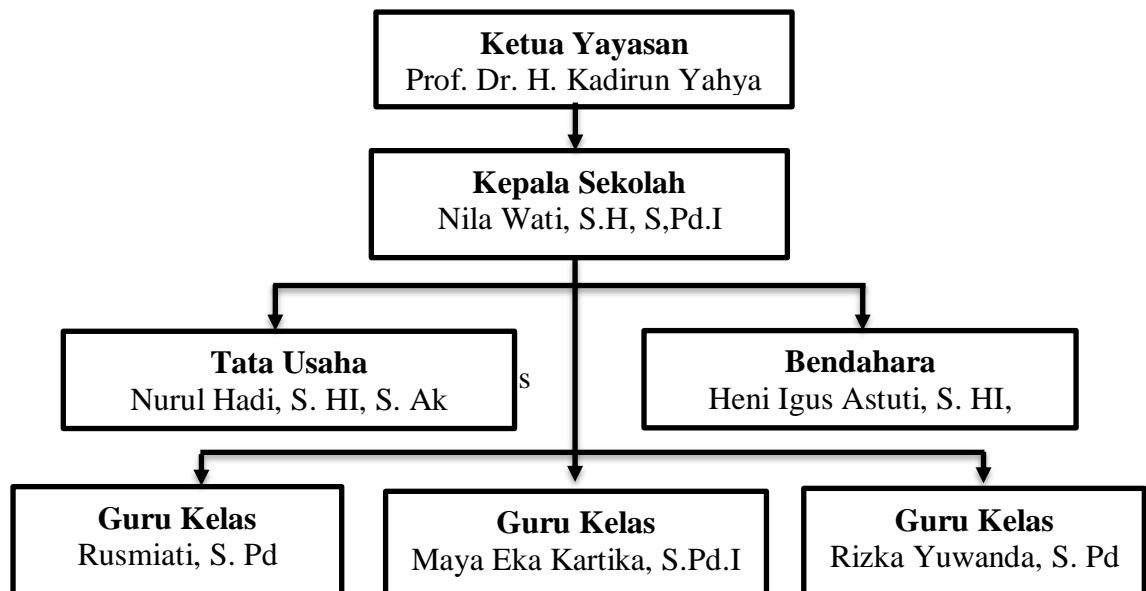 Ketua Yayasan
Prof. Dr. H. Kadirun Yahya
Kepala Sekolah
Nila Wati, S.H, S,Pd.I
Tata Usaha
Nurul Hadi, S. HI, S. Ak
s
Bendahara
Heni Igus Astuti, S. HI,
Guru Kelas
Rusmiati, S. Pd
Guru Kelas
Maya Eka Kartika, S.Pd.I
Guru Kelas
Rizka Yuwanda, S. Pd